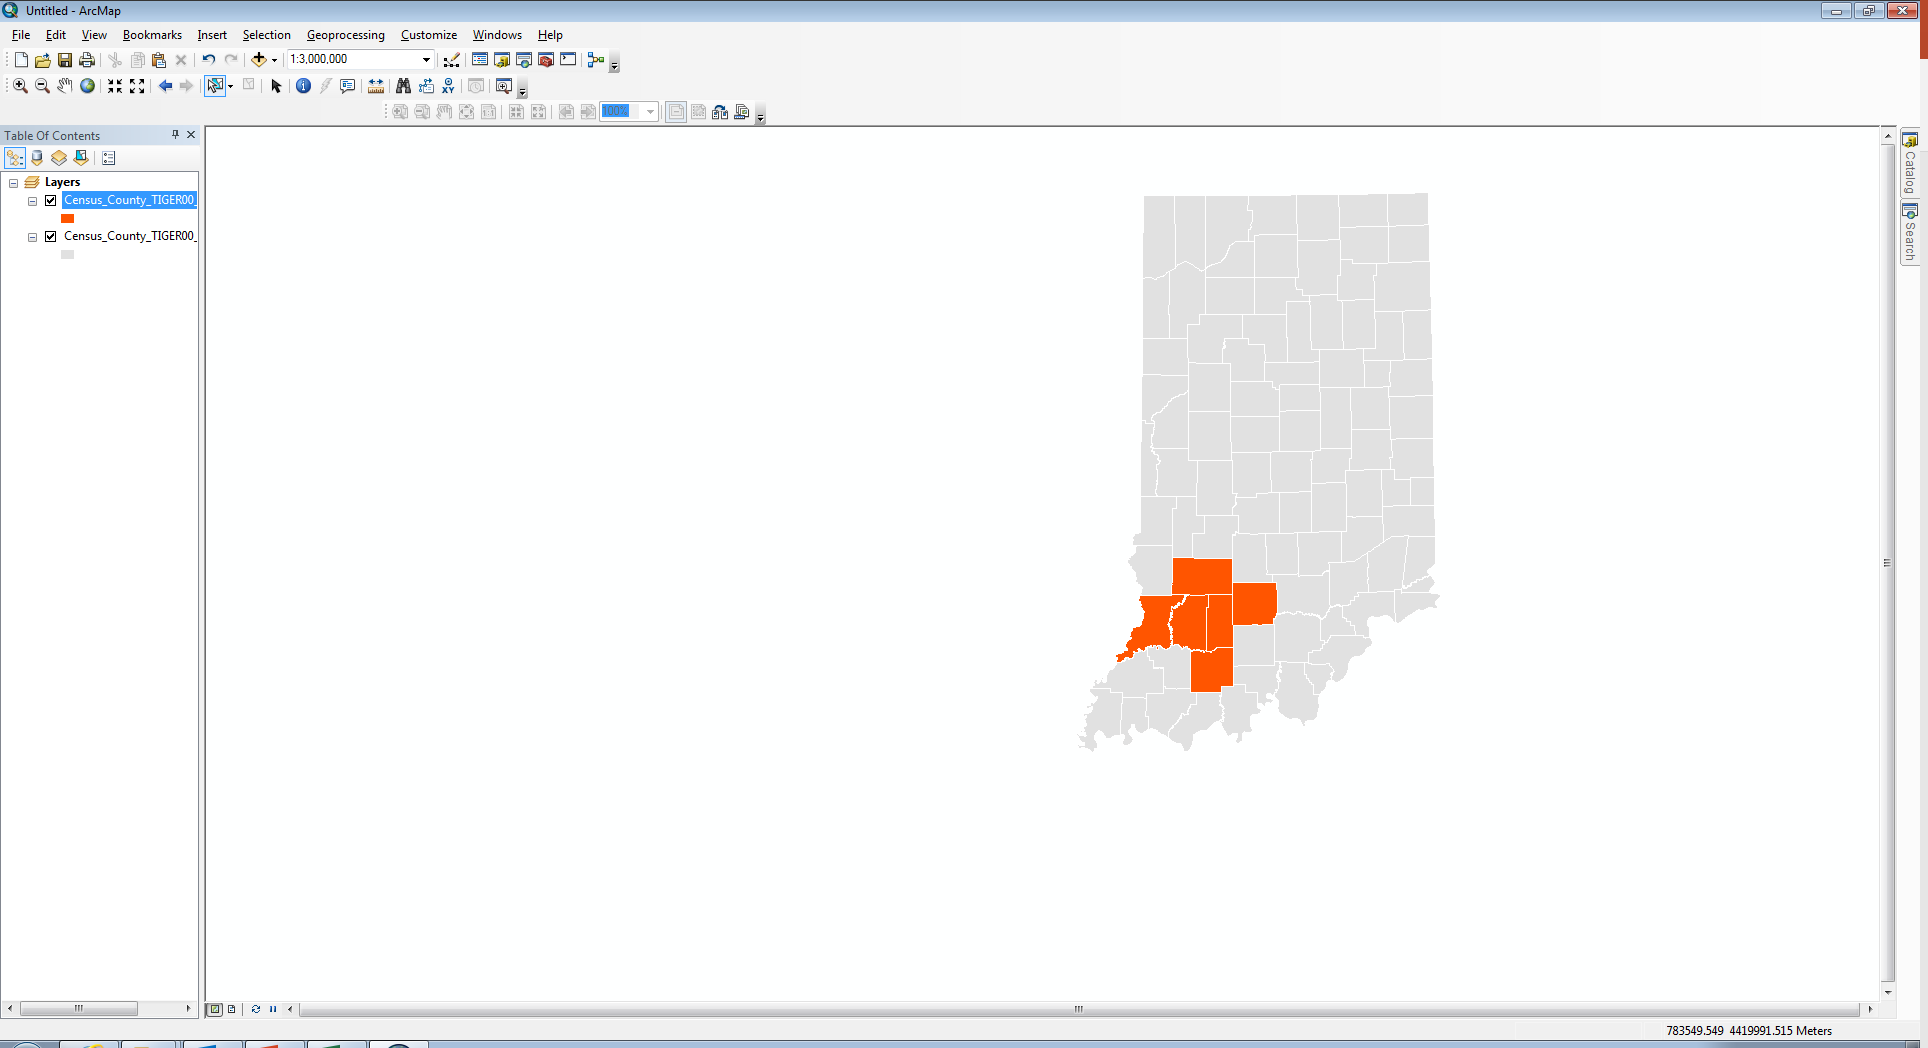 Untitled - ArcMap
File Edit View Bookmarks Insert Selection Geoprocessing Customize Windows Help
1:3,000,000
100%
Table Of Contents
Layers
Census_County_TIGER00_
Census_County_TIGER00_
Catalog
Search
783549.549 4419991.515 Meters